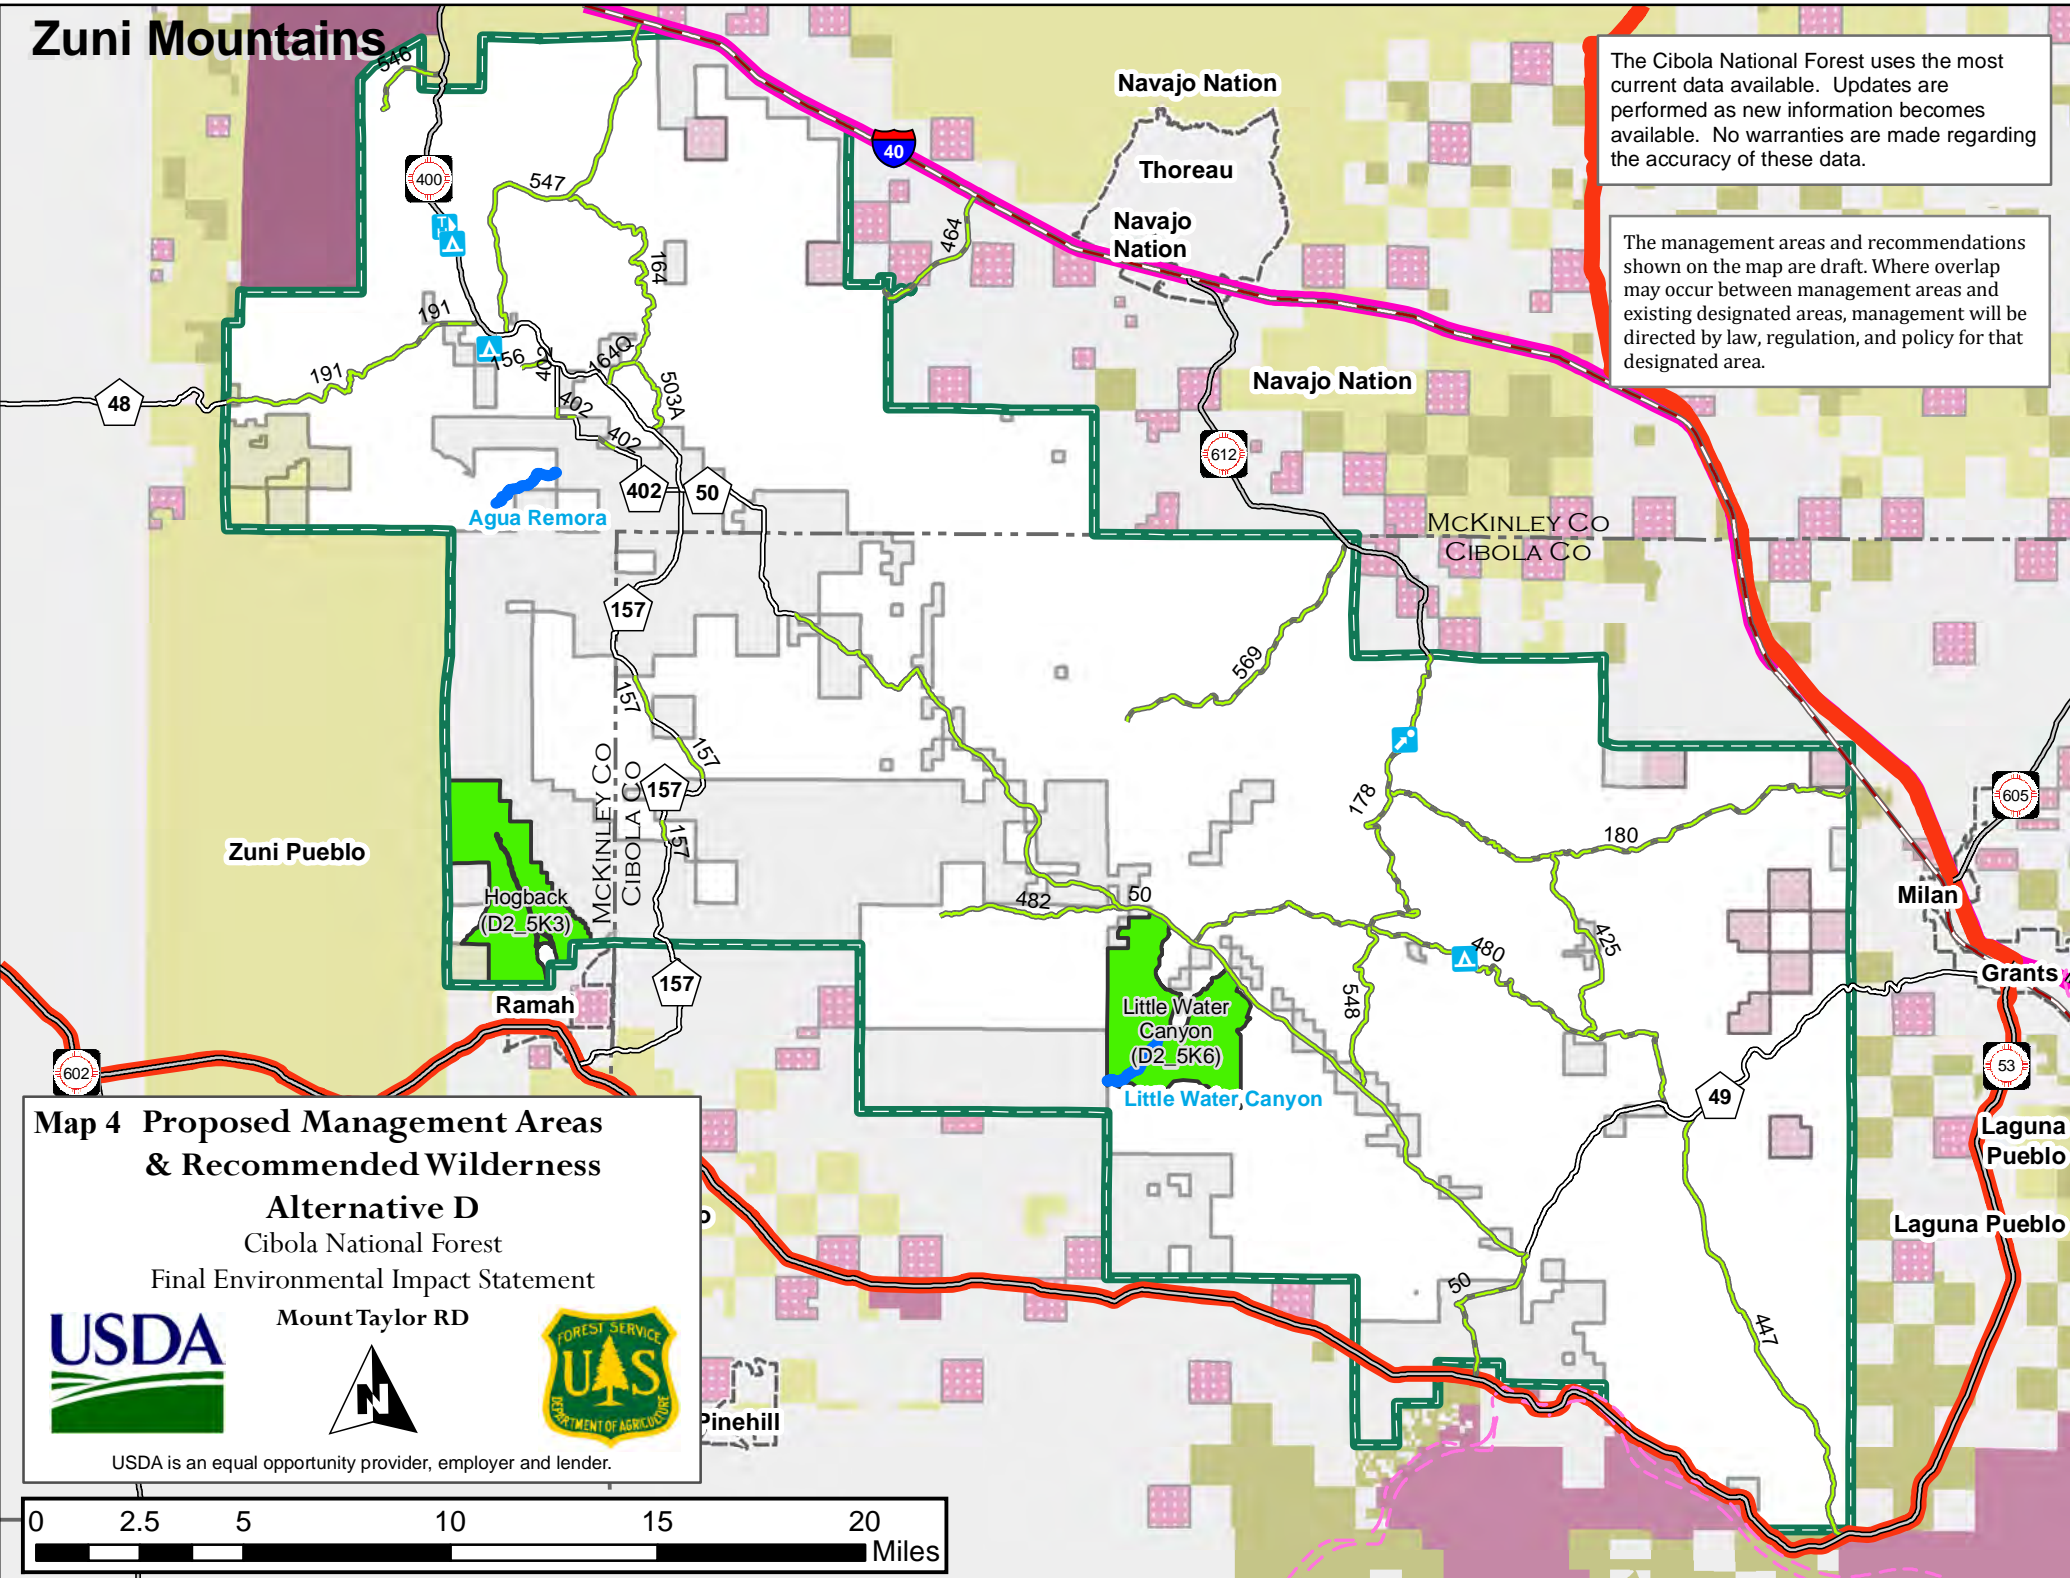 Zuni Mountains
The Cibola National Forest uses the most
current data available.  Updates are
performed as new information becomes
available.  No warranties are made regarding
the accuracy of these data.
The management areas and recommendations
shown on the map are draft. Where overlap
may occur between management areas and
existing designated areas, management will be
directed by law, regulation, and policy for that
designated area.
546
Navajo Nation
40
Thoreau
400
547
Navajo
Nation
464
164
191
191
156
402
164Q
48
503A
402
Navajo Nation
402
612
402
50
Agua Remora
McKinley Co
Cibola Co
157
569
157
157
McKinley Co
Cibola Co
157
178
605
157
180
Zuni Pueblo
Hogback
(D2_5K3)
482
50
Milan
425
480
Grants
157
Ramah
Little Water
Canyon
(D2_5K6)
548
602
53
Little Water Canyon
49
Laguna
Pueblo
Laguna Pueblo
o
50
447
Pinehill
Map 4 Proposed Management Areas
& Recommended Wilderness
Alternative D
Cibola National Forest
Final Environmental Impact Statement
Mount Taylor RD
USDA
N
FOREST SERVICE
U S
DEPARTMENT OF AGRICULTURE
USDA is an equal opportunity provider, employer and lender.
0 2.5 5 10 15 20
Miles